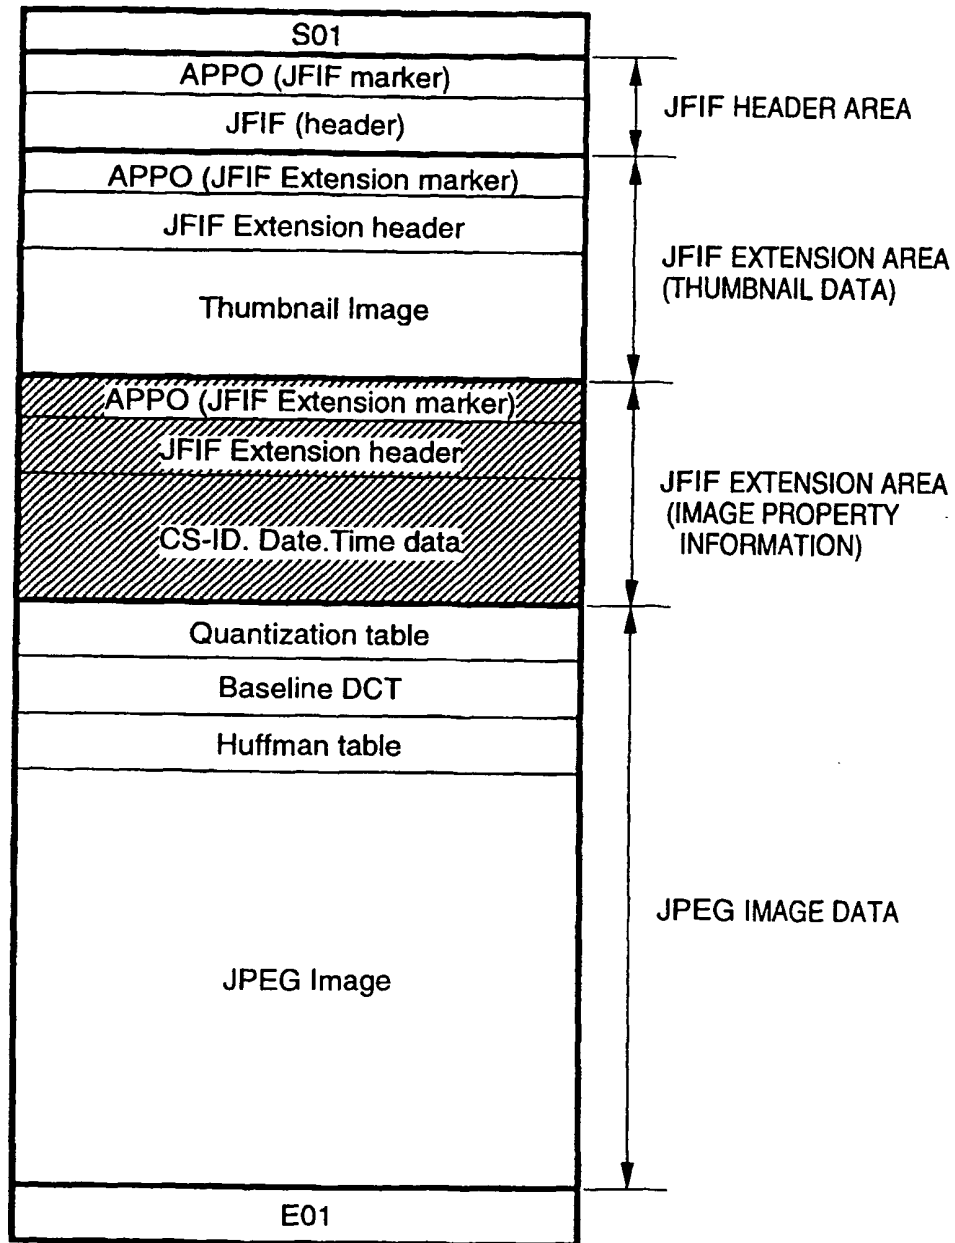 S01
APPO (JFIF marker)
JFIF (header)
JFIF HEADER AREA
APPO (JFIF Extension marker)
JFIF Extension header
Thumbnail Image
JFIF EXTENSION AREA
(THUMBNAIL DATA)
APPO (JFIF Extension marker)
JFIF Extension header
CS-ID. Date.Time data
JFIF EXTENSION AREA
(IMAGE PROPERTY
INFORMATION)
Quantization table
Baseline DCT
Huffman table
JPEG Image
JPEG IMAGE DATA
E01